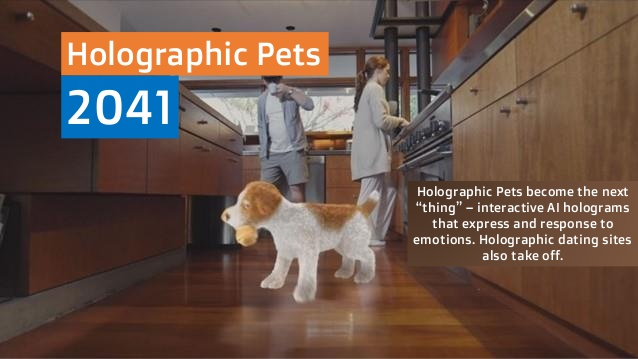 Holographic Pets
2041
Holographic Pets become the next
“thing” – interactive AI holograms
that express and response to
emotions. Holographic dating sites
also take off.